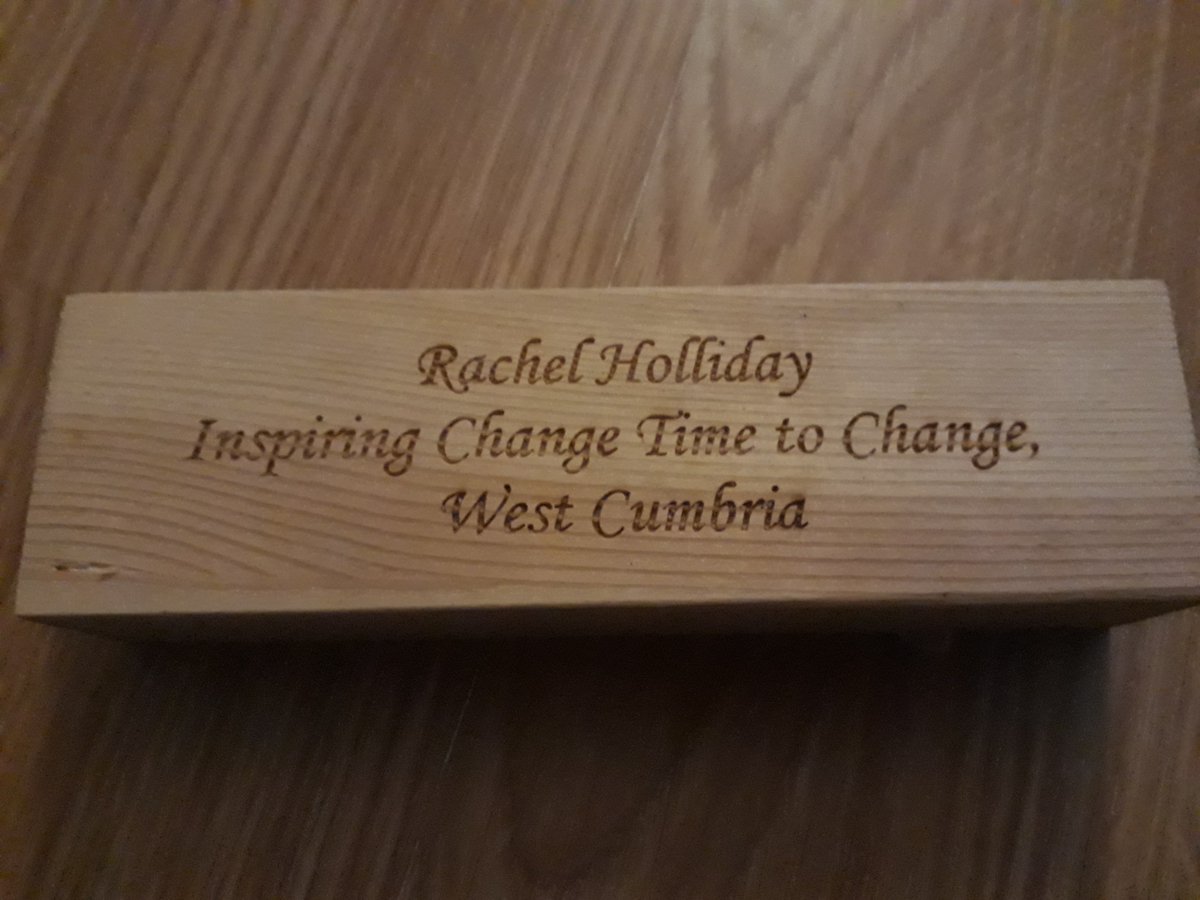 Rachel Holliday
Inspiring Change Time to Change,
West Cumbria